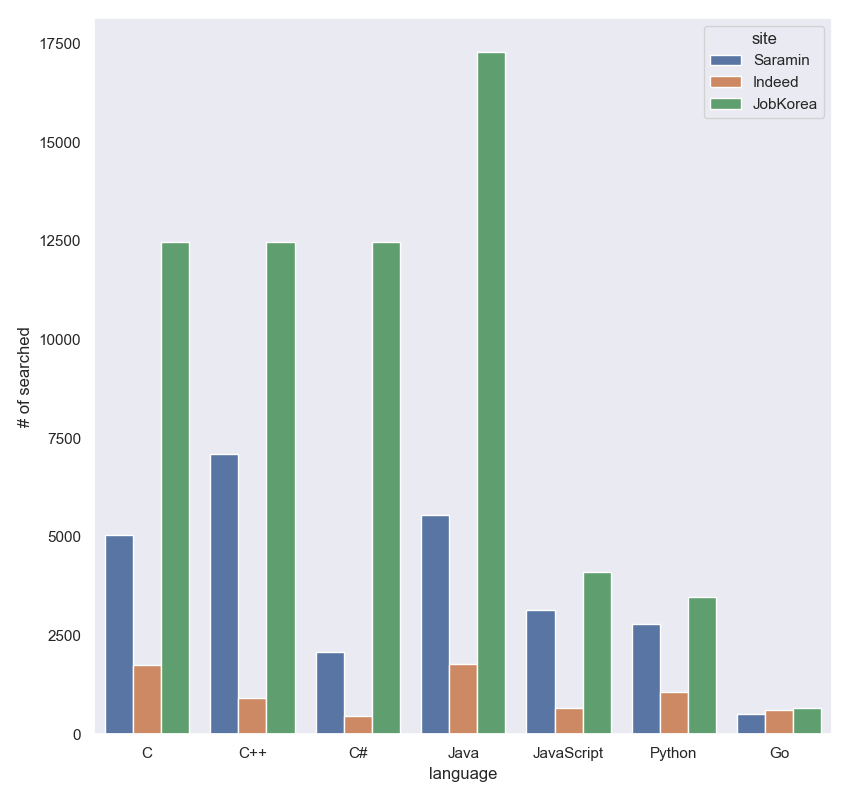 site
Saramin
Indeed
JobKorea
17500
15000
12500
10000
7500
5000
2500
0
# of searched
C C++ C# Java JavaScript Python Go
language